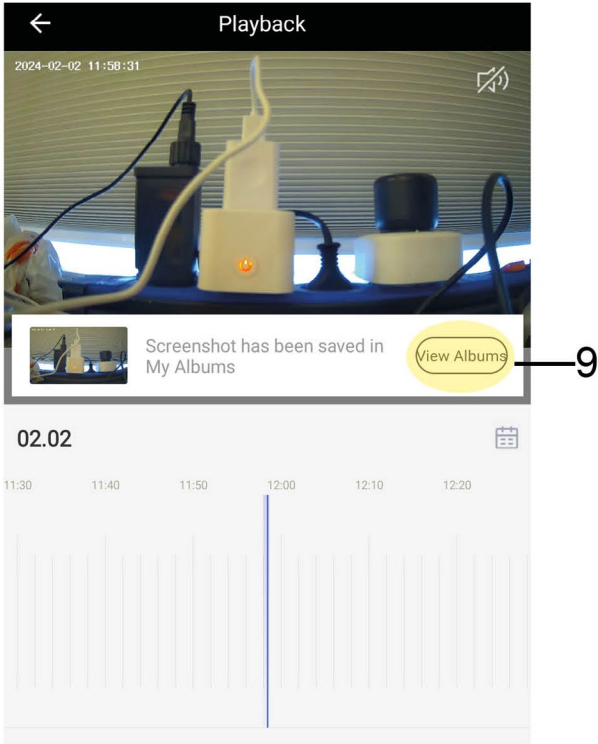 Playback
2024-02-02 11:58:31
Screenshot has been saved in
My Albums
View Albums
9
02.02
11:30 11:40 11:50 12:00 12:10 12:20